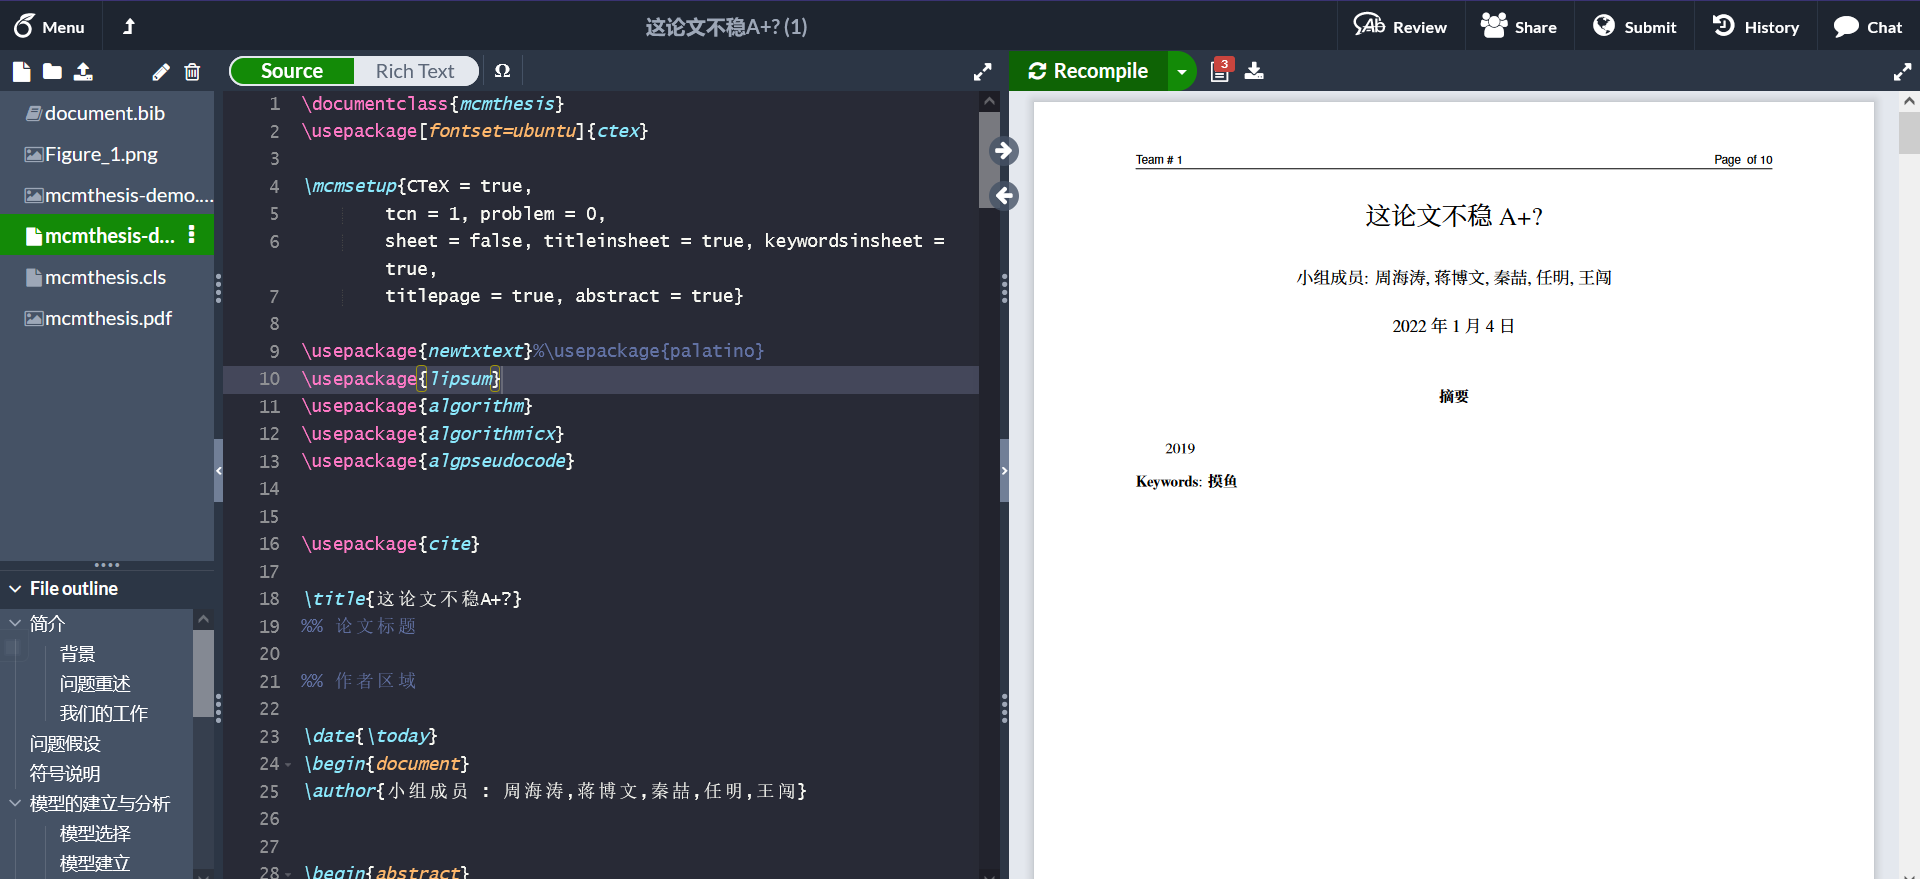 Menu
这论文不稳A+? (1)
Review
Share
Submit
History
Chat
Source
Rich Text
Ω
Recompile
3
document.bib
Figure_1.png
mcmthesis-demo....
mcmthesis-d...
mcmthesis.cls
mcmthesis.pdf
File outline
简介
背景
问题重述
我们的工作
问题假设
符号说明
模型的建立与分析
模型选择
模型建立
1 \documentclass{mcmthesis}
2 \usepackage[fontset=ubuntu]{ctex}
3
4 \mcmsetup{CTeX = true,
5 tcn = 1, problem = 0,
6 sheet = false, titleinsheet = true, keywordsinsheet =
true,
7 titlepage = true, abstract = true}
8
9 \usepackage{newtxtext}%\usepackage{palatino}
10 \usepackage{lipsum}
11 \usepackage{algorithm}
12 \usepackage{algorithmicx}
13 \usepackage{algpseudocode}
14
15
16 \usepackage{cite}
17
18 \title{这论文不稳A+?}
19 %% 论文标题
20
21 %% 作者区域
22
23 \date{\today}
24 \begin{document}
25 \author{小组成员 : 周海涛,蒋博文,秦喆,任明,王闯}
26
27
28 \begin{abstract}
Team # 1 Page of 10
这论文不稳 A+?
小组成员: 周海涛, 蒋博文, 秦喆, 任明, 王闯
2022 年 1 月 4 日
摘要
2019
Keywords: 摸鱼